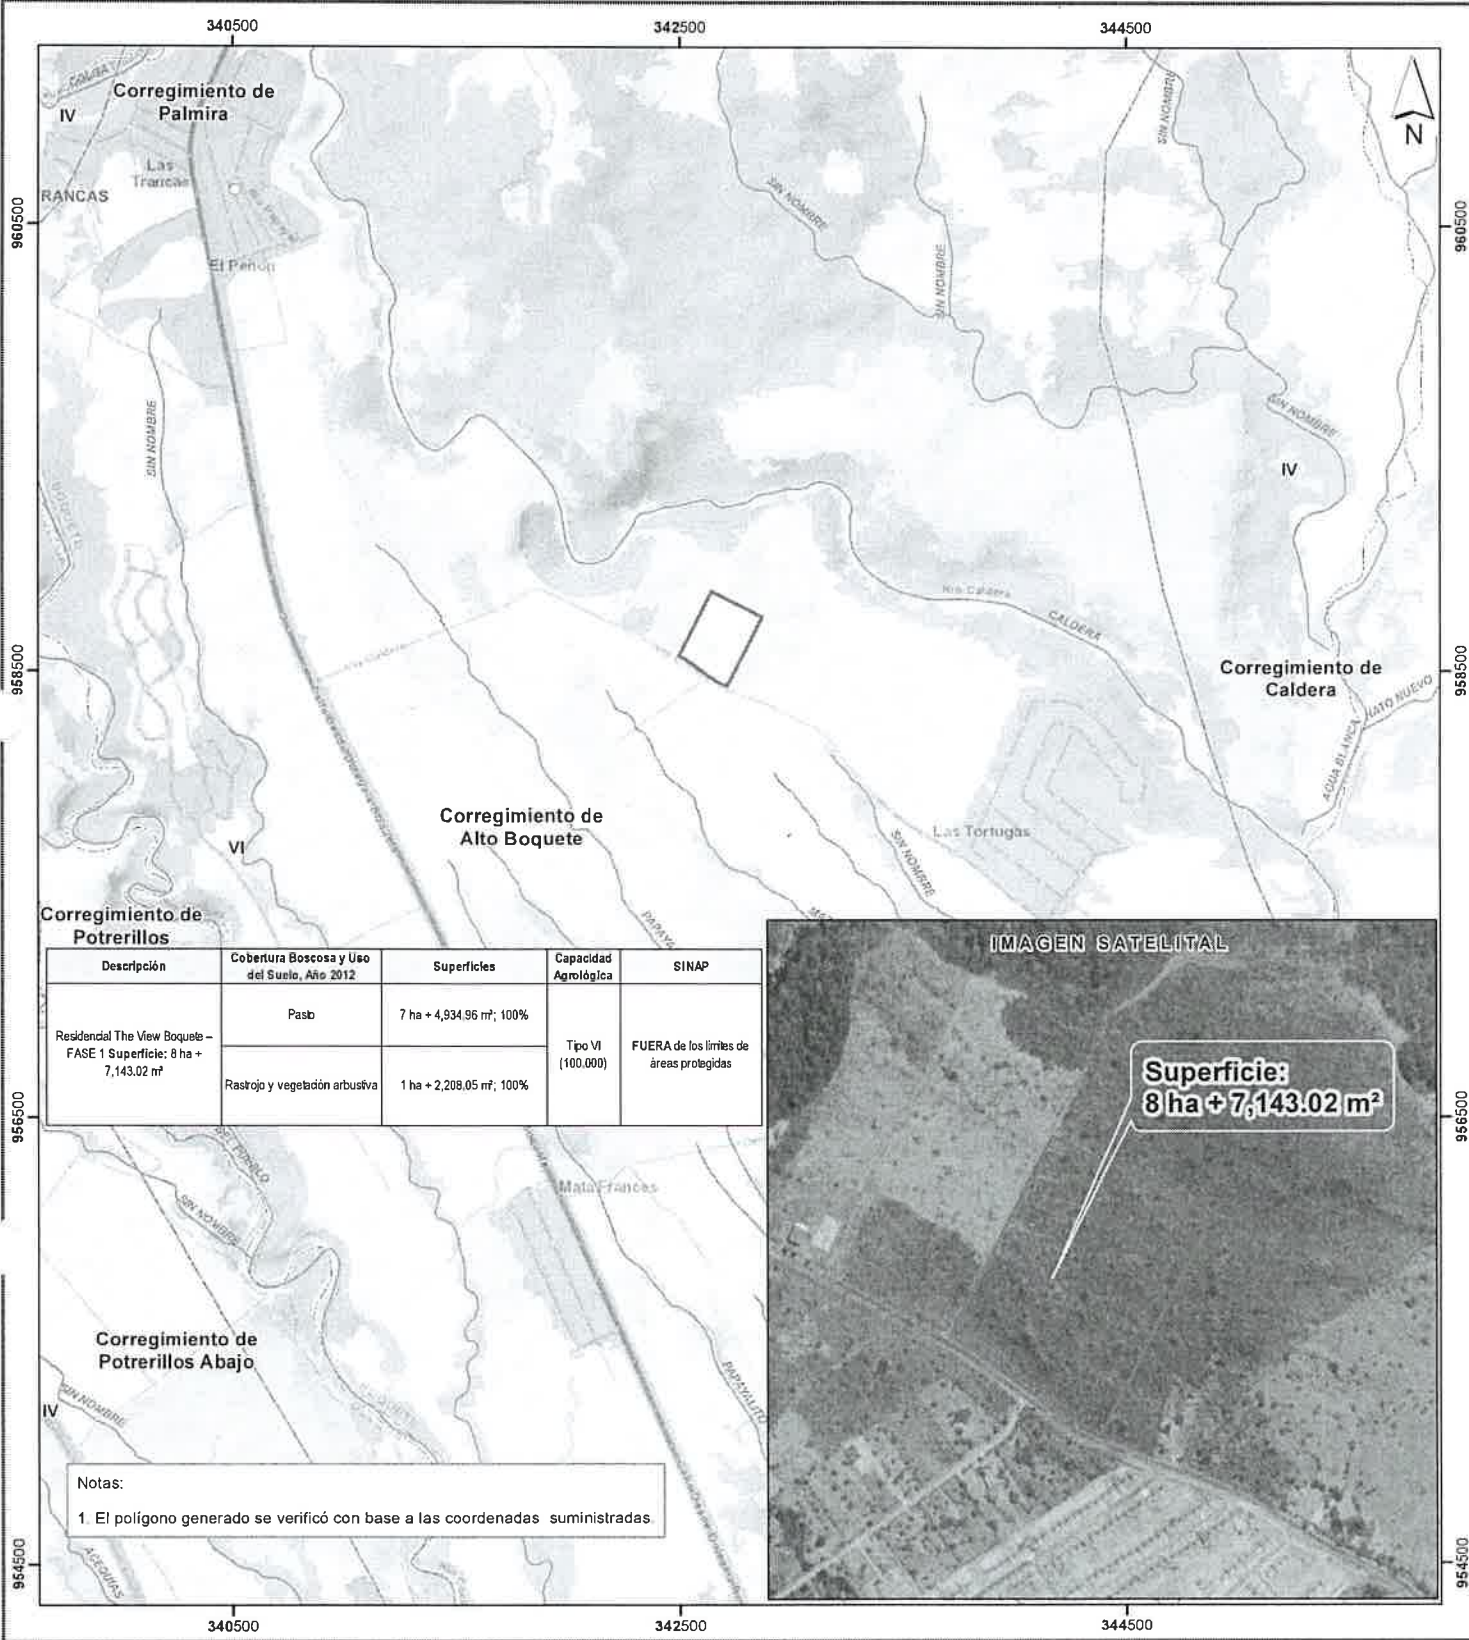 340500
342500
344500
GOLGA
Corregimiento de
Palmira
IV
N
SIN NOMBRE
Las
Trancas
RANCAS
SIN NOMBRE
960500
960500
El Peñón
SIN NOMBRE
SIN NOMBRE
SIN NOMBRE
IV
BOQUETE
Río Caldera
CALDERA
Vía Caldera
958500
958500
Corregimiento de
Caldera
HATO NUEVO
AGUA BLANCA
Corregimiento de
Alto Boquete
Las Tortugas
SIN NOMBRE
VI
Corregimiento de
Potrerillos
PAPAYA
Descripción
Cobertura Boscosa y Uso
del Suelo, Año 2012
Superficies
Capacidad
Agrológica
SINAP
Residencial The View Boquete –
FASE 1 Superficie: 8 ha +
7,143.02 m²
Pasto
7 ha + 4,934.96 m²; 100%
Rastrojo y vegetación arbustiva
1 ha + 2,208.05 m²; 100%
Tipo VI
(100,000)
FUERA de los límites de
áreas protegidas
IMAGEN SATELITAL
Superficie:
8 ha + 7,143.02 m²
956500
956500
SIN NOMBRE
Mata Frances
Corregimiento de
Potrerillos Abajo
PAPAYALITO
SIN NOMBRE
IV
Notas:
1. El polígono generado se verificó con base a las coordenadas suministradas.
ACEQUIAS
954500
954500
340500
342500
344500